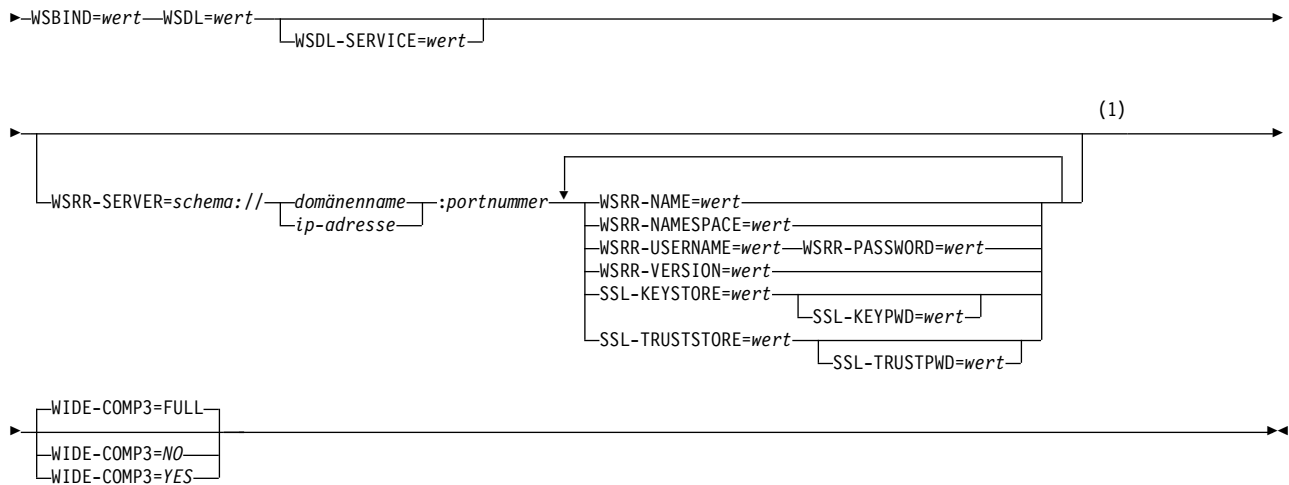 WSBIND=wert WSDL=wert
WSDL-SERVICE=wert
(1)
WSRR-SERVER=schema:// domänenname :portnummer WSRR-NAME=wert
ip-adresse WSRR-NAMESPACE=wert
WSRR-USERNAME=wert WSRR-PASSWORD=wert
WSRR-VERSION=wert
SSL-KEYSTORE=wert
SSL-KEYPWD=wert
SSL-TRUSTSTORE=wert
SSL-TRUSTPWD=wert
WIDE-COMP3=FULL
WIDE-COMP3=NO
WIDE-COMP3=YES